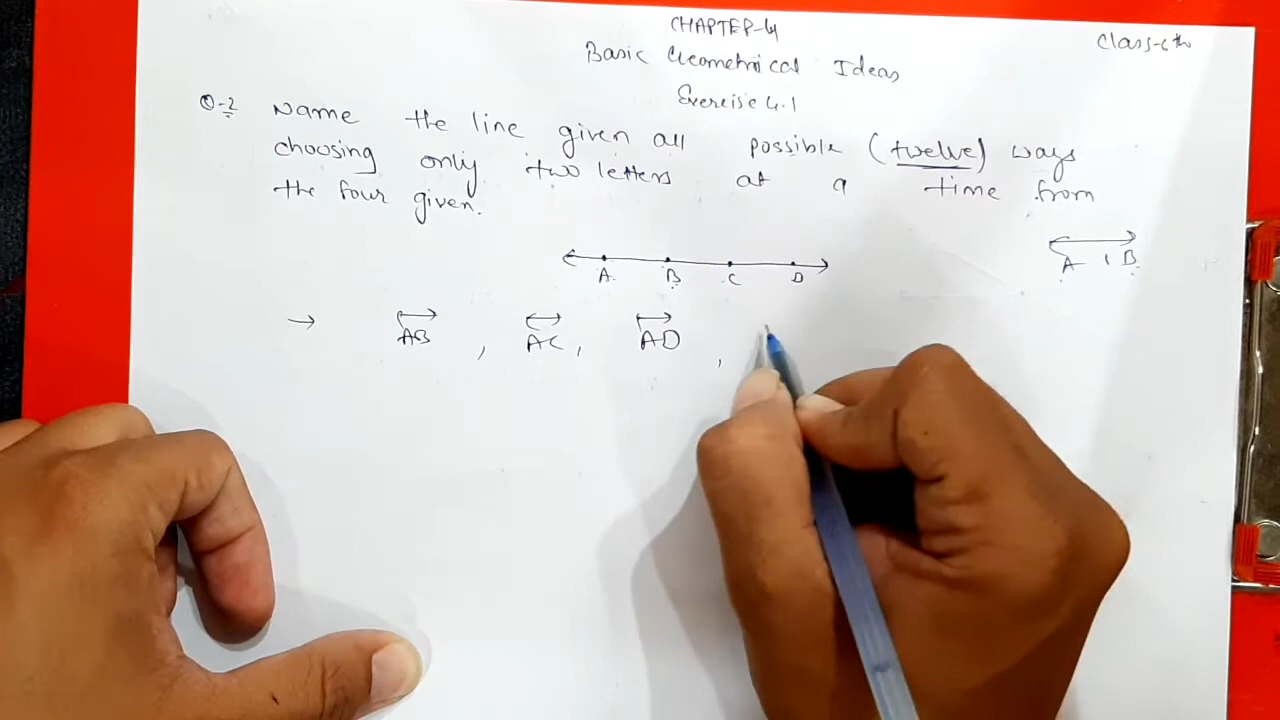 CHAPTER-4
Class-6th
Basic Geometrical Ideas
Exercise 4.1
Q-2 Name the line given all possible (twelve) ways
choosing only two letters at a time from
the four given.
A B C D
A , B
→ AB , AC , AD ,